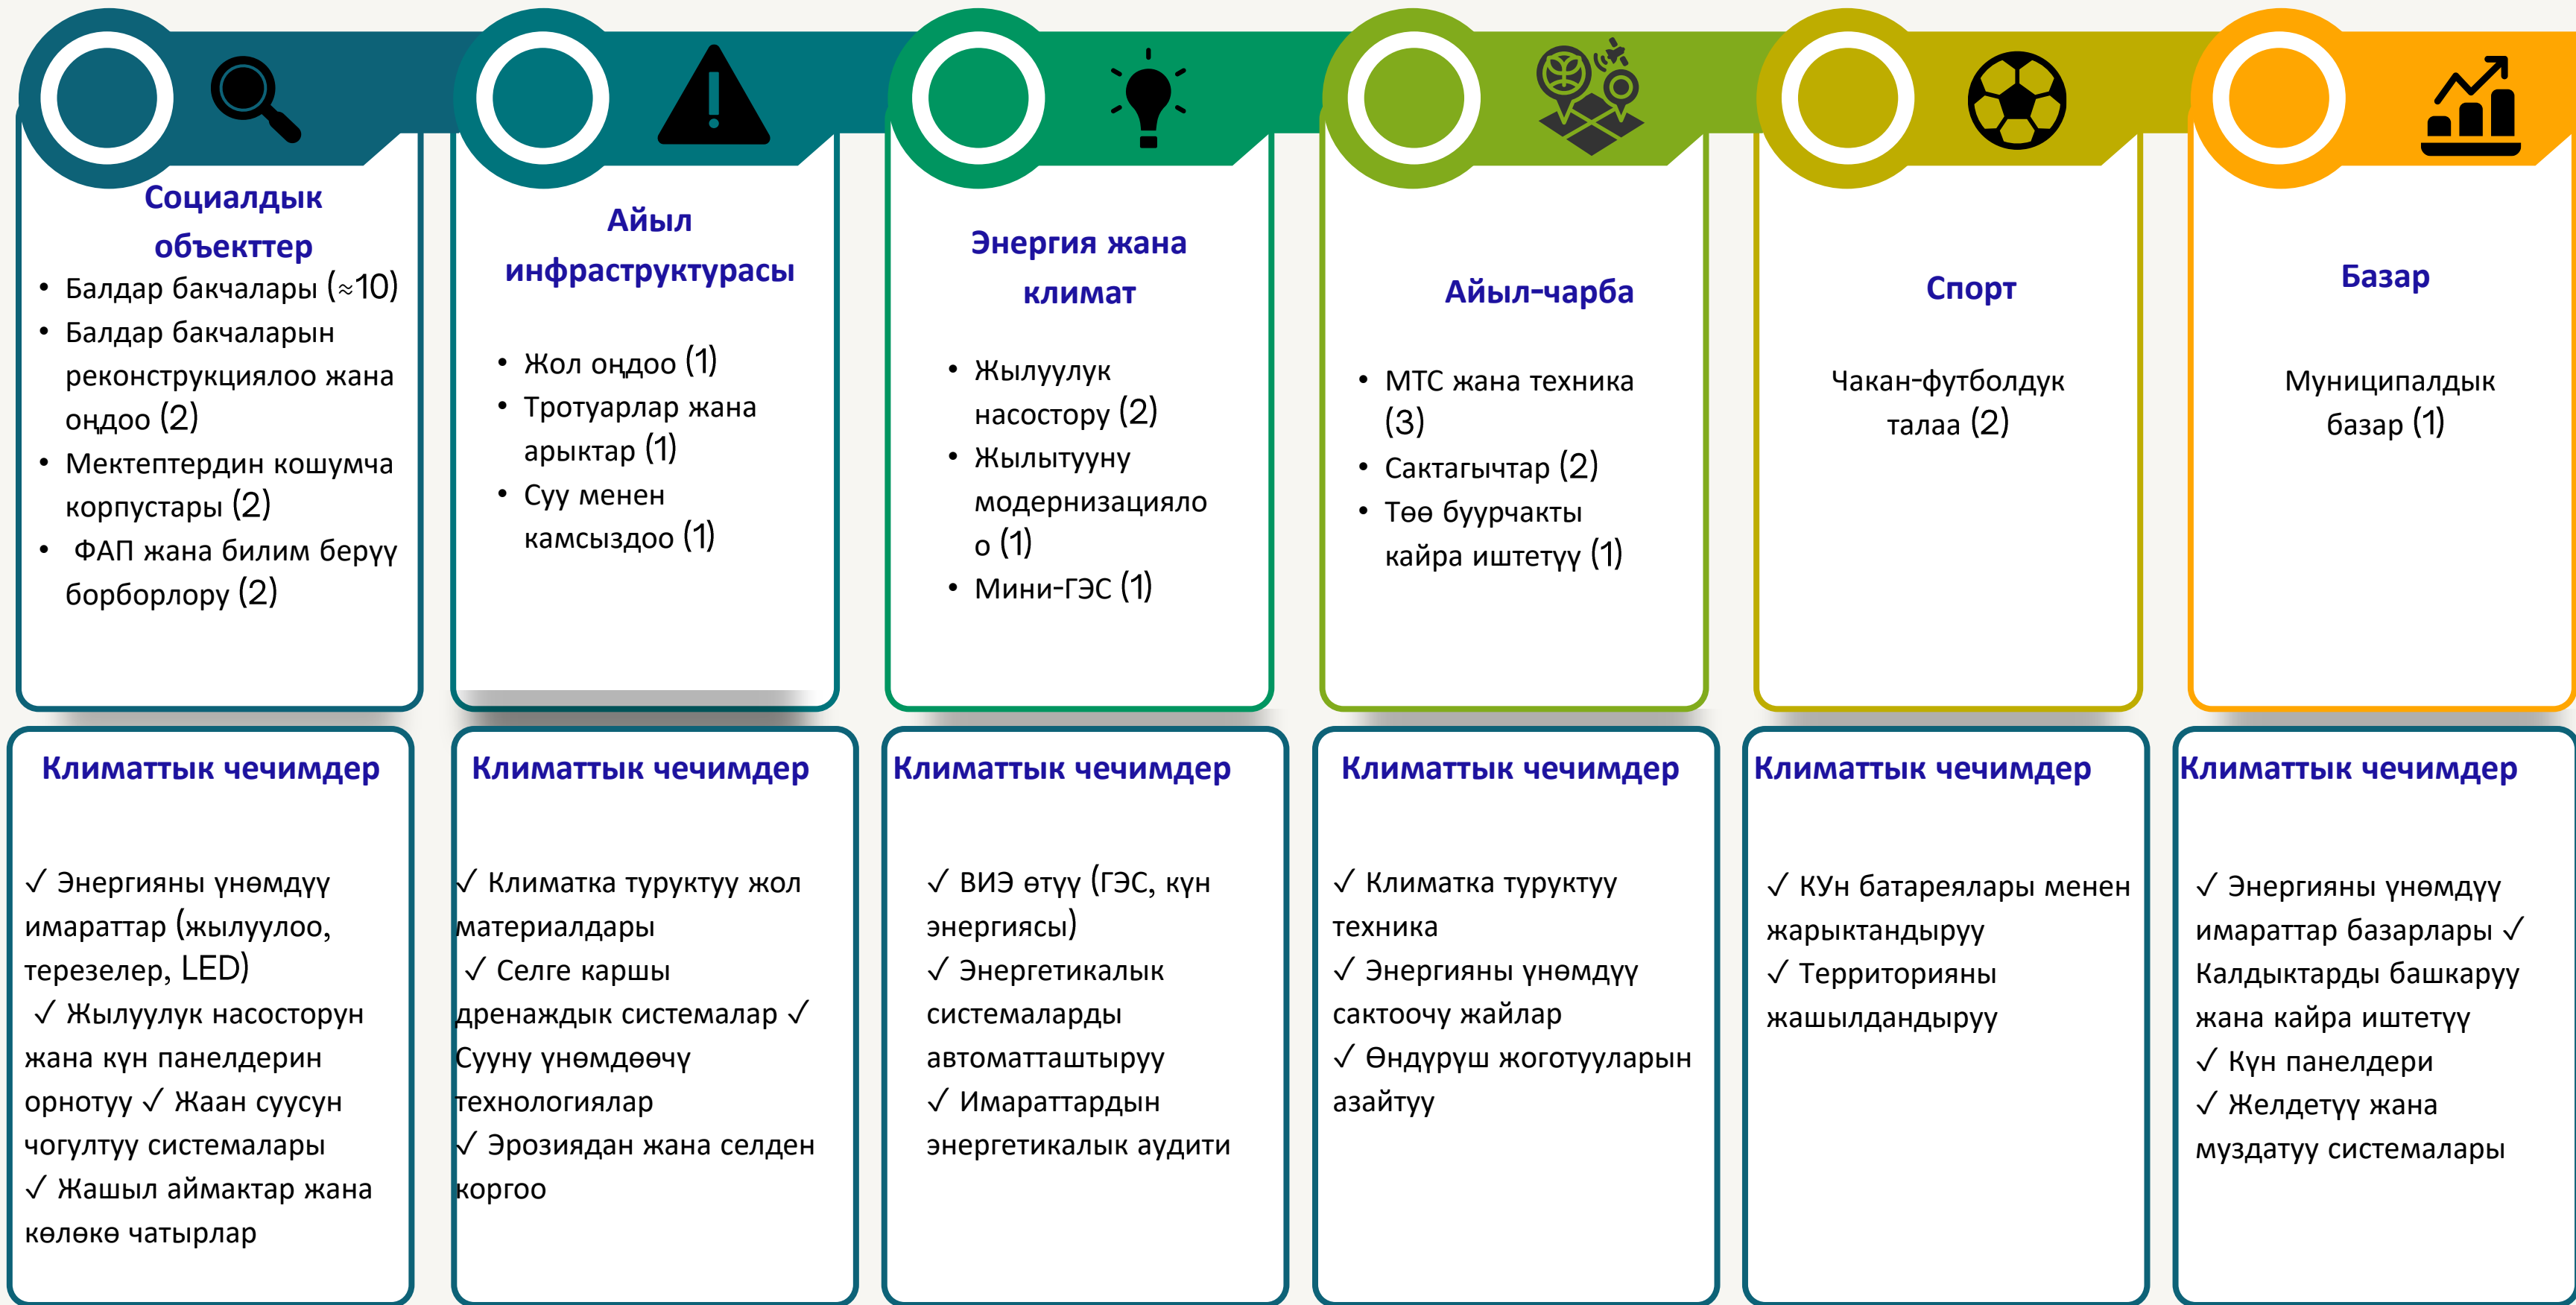 Социалдык
объекттер
• Балдар бакчалары (≈10)
• Балдар бакчаларын
реконструкциялоо жана
оңдоо (2)
• Мектептердин кошумча
корпустары (2)
• ФАП жана билим берүү
борборлору (2)
Айыл
инфраструктурасы
• Жол оңдоо (1)
• Тротуарлар жана
арыктар (1)
• Суу менен
камсыздоо (1)
Энергия жана
климат
• Жылуулук
насостору (2)
• Жылытууну
модернизацияло
о (1)
• Мини-ГЭС (1)
Айыл-чарба
• МТС жана техника
(3)
• Сактагычтар (2)
• Төө буурчакты
кайра иштетүү (1)
Спорт
Чакан-футболдук
талаа (2)
Базар
Муниципалдык
базар (1)
Климаттык чечимдер
✓ Энергияны үнөмдүү
имараттар (жылуулоо,
терезелер, LED)
✓ Жылуулук насосторун
жана күн панелдерин
орнотуу ✓ Жаан суусун
чогултуу системалары
✓ Жашыл аймактар жана
көлөкө чатырлар
Климаттык чечимдер
✓ Климатка туруктуу жол
материалдары
✓ Селге каршы
дренаждык системалар ✓
Сууну үнөмдөөчү
технологиялар
✓ Эрозиядан жана селден
коргоо
Климаттык чечимдер
✓ ВИЭ өтүү (ГЭС, күн
энергиясы)
✓ Энергетикалык
системаларды
автоматташтыруу
✓ Имараттардын
энергетикалык аудити
Климаттык чечимдер
✓ Климатка туруктуу
техника
✓ Энергияны үнөмдүү
сактоочу жайлар
✓ Өндүрүш жоготууларын
азайтуу
Климаттык чечимдер
✓ КУн батареялары менен
жарыктандыруу
✓ Территорияны
жашылдандыруу
Климаттык чечимдер
✓ Энергияны үнөмдүү
имараттар базарлары ✓
Калдыктарды башкаруу
жана кайра иштетүү
✓ Күн панелдери
✓ Желдетүү жана
муздатуу системалары